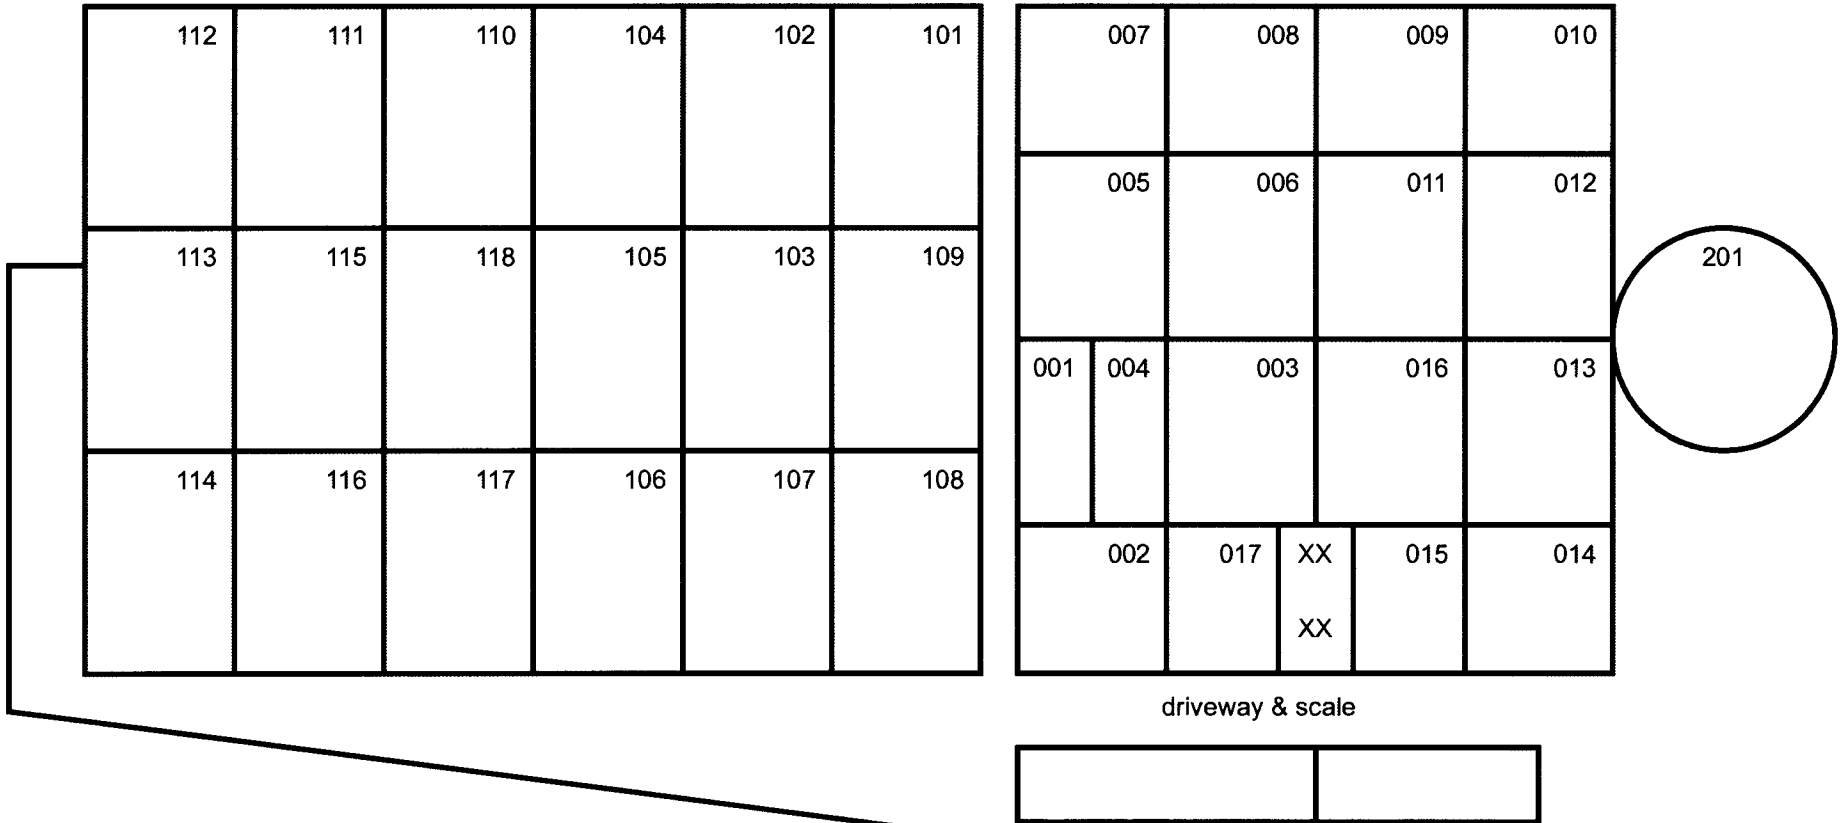 112 111 110 104 102 101 007 008 009 010
005 006 011 012
113 115 118 105 103 109 201
001 004 003 016 013
114 116 117 106 107 108
002 017 XX 015 014
XX
driveway & scale